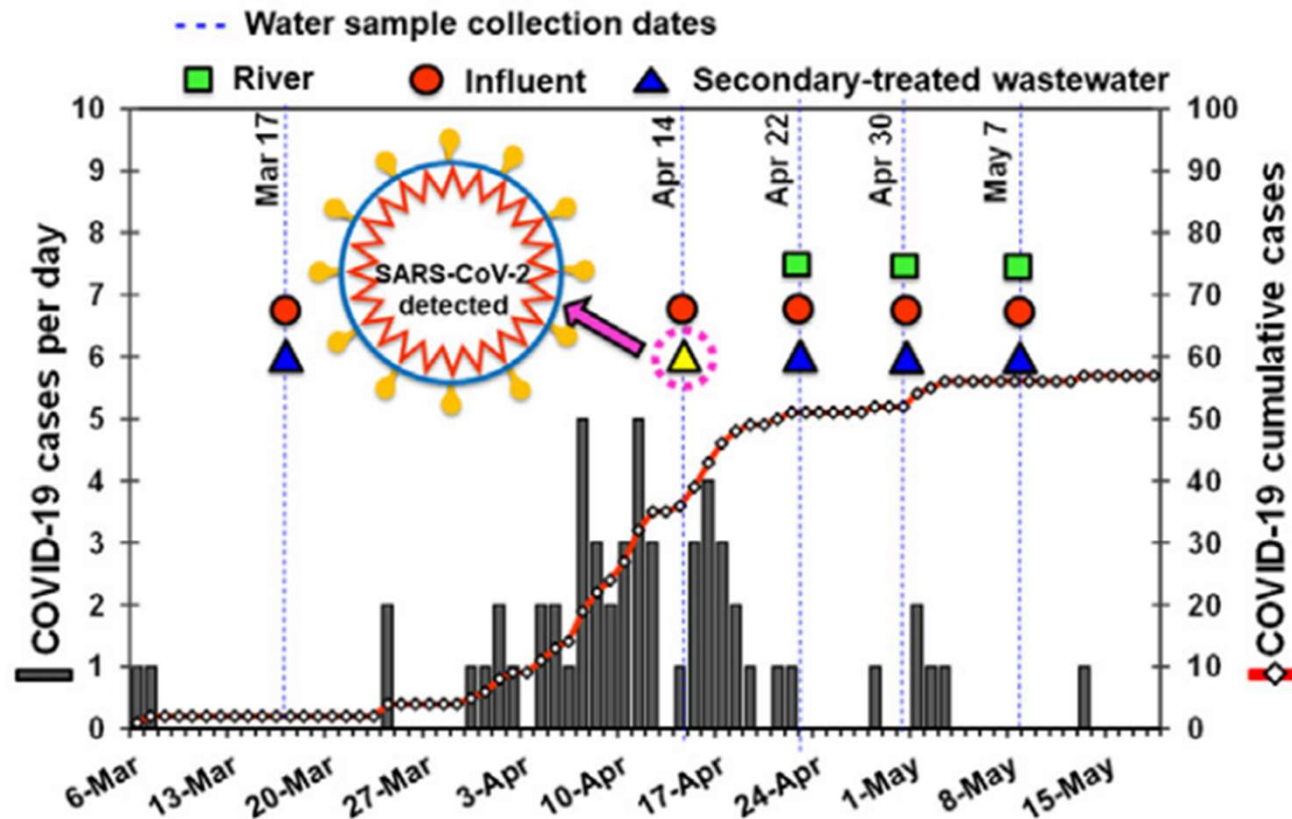 Water sample collection dates
River
Influent
Secondary-treated wastewater
COVID-19 cases per day
10
9
8
7
6
5
4
3
2
1
0
Mar 17
Apr 14
Apr 22
Apr 30
May 7
SARS-CoV-2
detected
100
90
80
70
60
50
40
30
20
10
0
COVID-19 cumulative cases
6-Mar
13-Mar
20-Mar
27-Mar
3-Apr
10-Apr
17-Apr
24-Apr
1-May
8-May
15-May